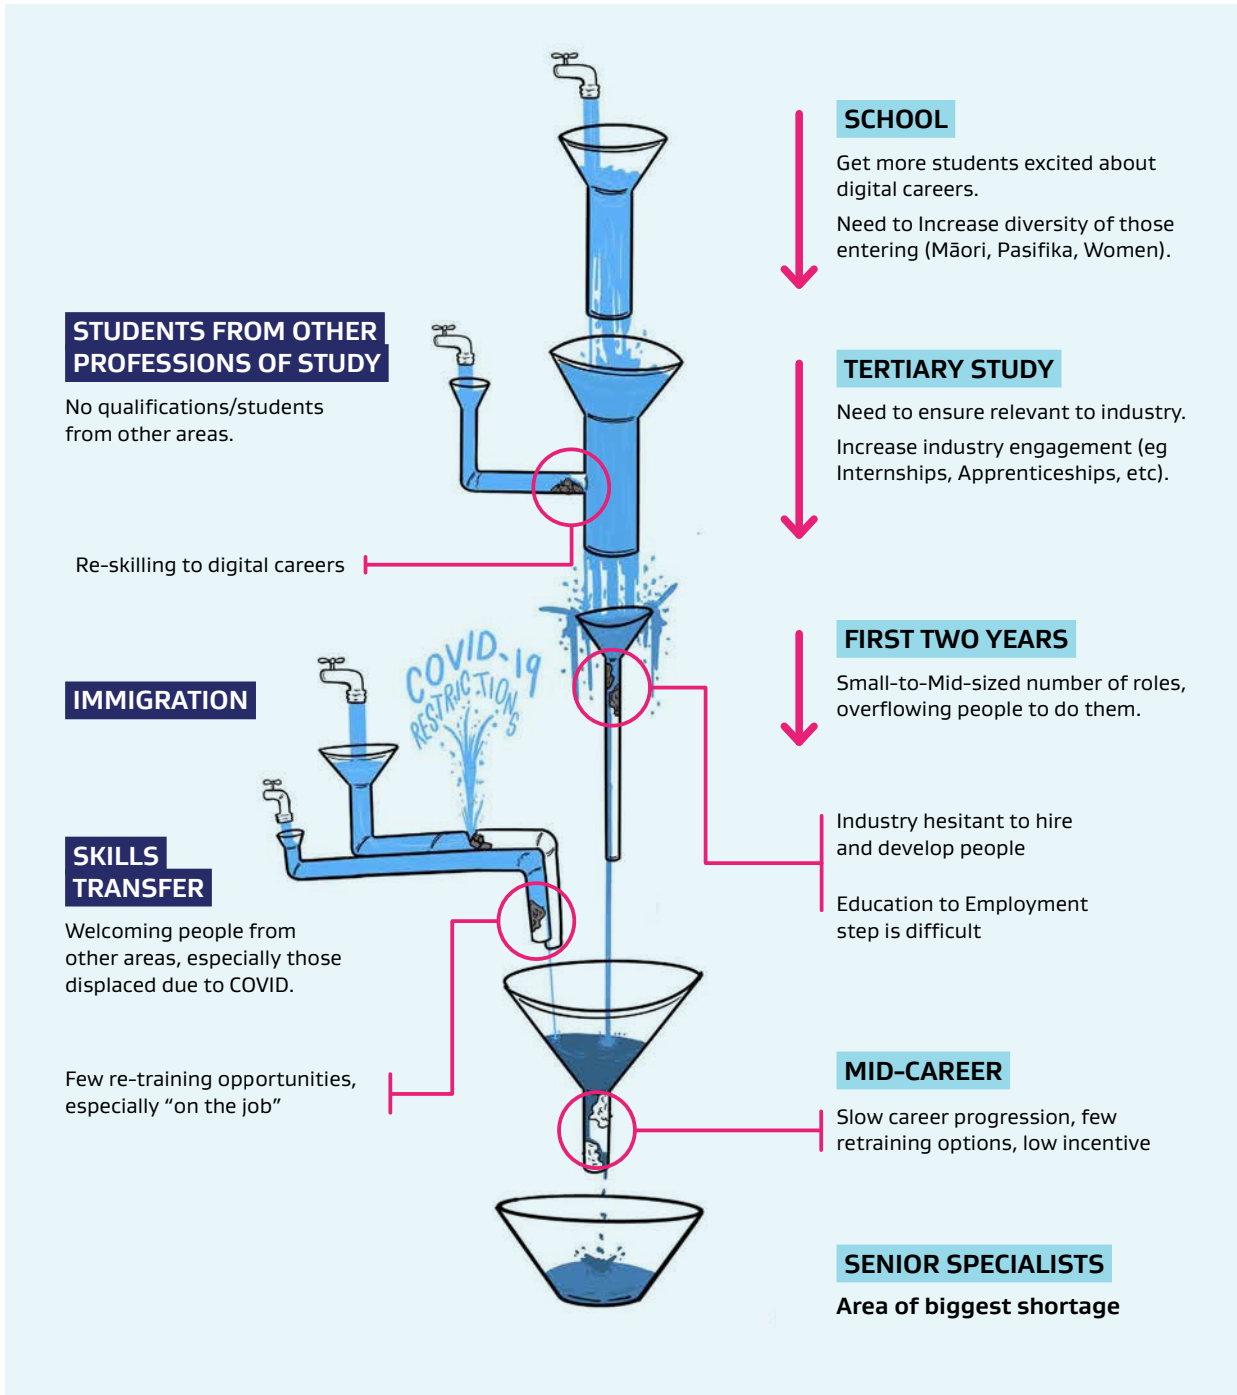 SCHOOL
Get more students excited about
digital careers.
Need to Increase diversity of those
entering (Māori, Pasifika, Women).
STUDENTS FROM OTHER
PROFESSIONS OF STUDY
No qualifications/students
from other areas.
TERTIARY STUDY
Need to ensure relevant to industry.
Increase industry engagement (eg
Internships, Apprenticeships, etc).
Re-skilling to digital careers
FIRST TWO YEARS
Small-to-Mid-sized number of roles,
overflowing people to do them.
COVID-19
RESTRICTIONS
IMMIGRATION
Industry hesitant to hire
and develop people
Education to Employment
step is difficult
SKILLS
TRANSFER
Welcoming people from
other areas, especially those
displaced due to COVID.
Few re-training opportunities,
especially “on the job”
MID-CAREER
Slow career progression, few
retraining options, low incentive
SENIOR SPECIALISTS
Area of biggest shortage